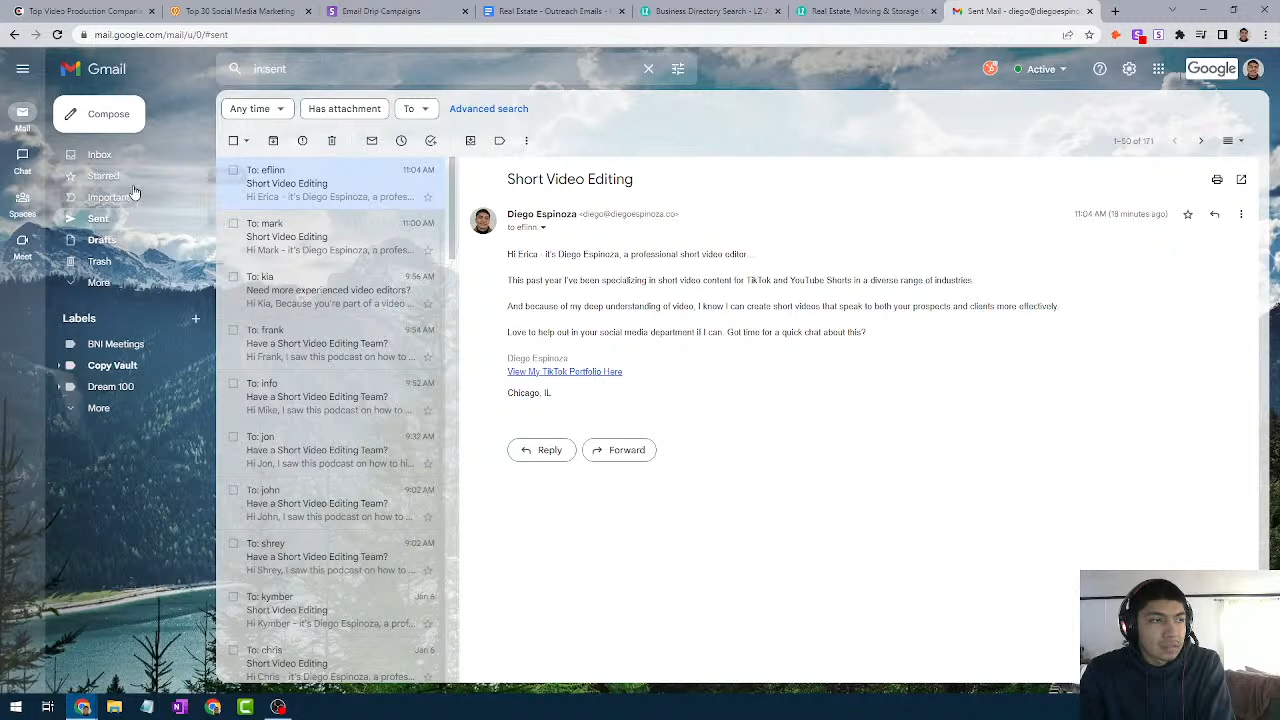 Top Video Production Compan
Top 30 Social Media Marketing
Email Drip Campaigns
Real Estate - Outreach Emails -
Business Directory Search - LZ
Real Estate, Moving & Storage
Sent Mail - diego@diegoespinoz
mail.google.com/mail/u/0/#sent
Gmail
in:sent
Active
Google
Mail
Chat
Spaces
Meet
Compose
Inbox
Starred
Important
Sent
Drafts
Trash
More
Labels
BNI Meetings
Copy Vault
Dream 100
More
Any time
Has attachment
To
Advanced search
1–50 of 171
To: eflinn 11:04 AM
Short Video Editing
Hi Erica - it's Diego Espinoza, a profes...
To: mark 11:00 AM
Short Video Editing
Hi Mark - it's Diego Espinoza, a profes...
To: kia 9:56 AM
Need more experienced video editors?
Hi Kia, Because you're part of a video ...
To: frank 9:54 AM
Have a Short Video Editing Team?
Hi Frank, I saw this podcast on how to ...
To: info 9:52 AM
Have a Short Video Editing Team?
Hi Mike, I saw this podcast on how to ...
To: jon 9:32 AM
Have a Short Video Editing Team?
Hi Jon, I saw this podcast on how to hi...
To: john 9:02 AM
Have a Short Video Editing Team?
Hi John, I saw this podcast on how to ...
To: shrey 9:02 AM
Have a Short Video Editing Team?
Hi Shrey, I saw this podcast on how to ...
To: kymber Jan 6
Short Video Editing
Hi Kymber - it's Diego Espinoza, a prof...
To: chris Jan 6
Short Video Editing
Hi Chris - it's Diego Espinoza, a profes...
Short Video Editing
Diego Espinoza <diego@diegoespinoza.co> 11:04 AM (18 minutes ago)
to eflinn
Hi Erica - it's Diego Espinoza, a professional short video editor...
This past year I've been specializing in short video content for TikTok and YouTube Shorts in a diverse range of industries.
And because of my deep understanding of video, I know I can create short videos that speak to both your prospects and clients more effectively.
Love to help out in your social media department if I can. Got time for a quick chat about this?
Diego Espinoza
View My TikTok Portfolio Here
Chicago, IL
Reply
Forward